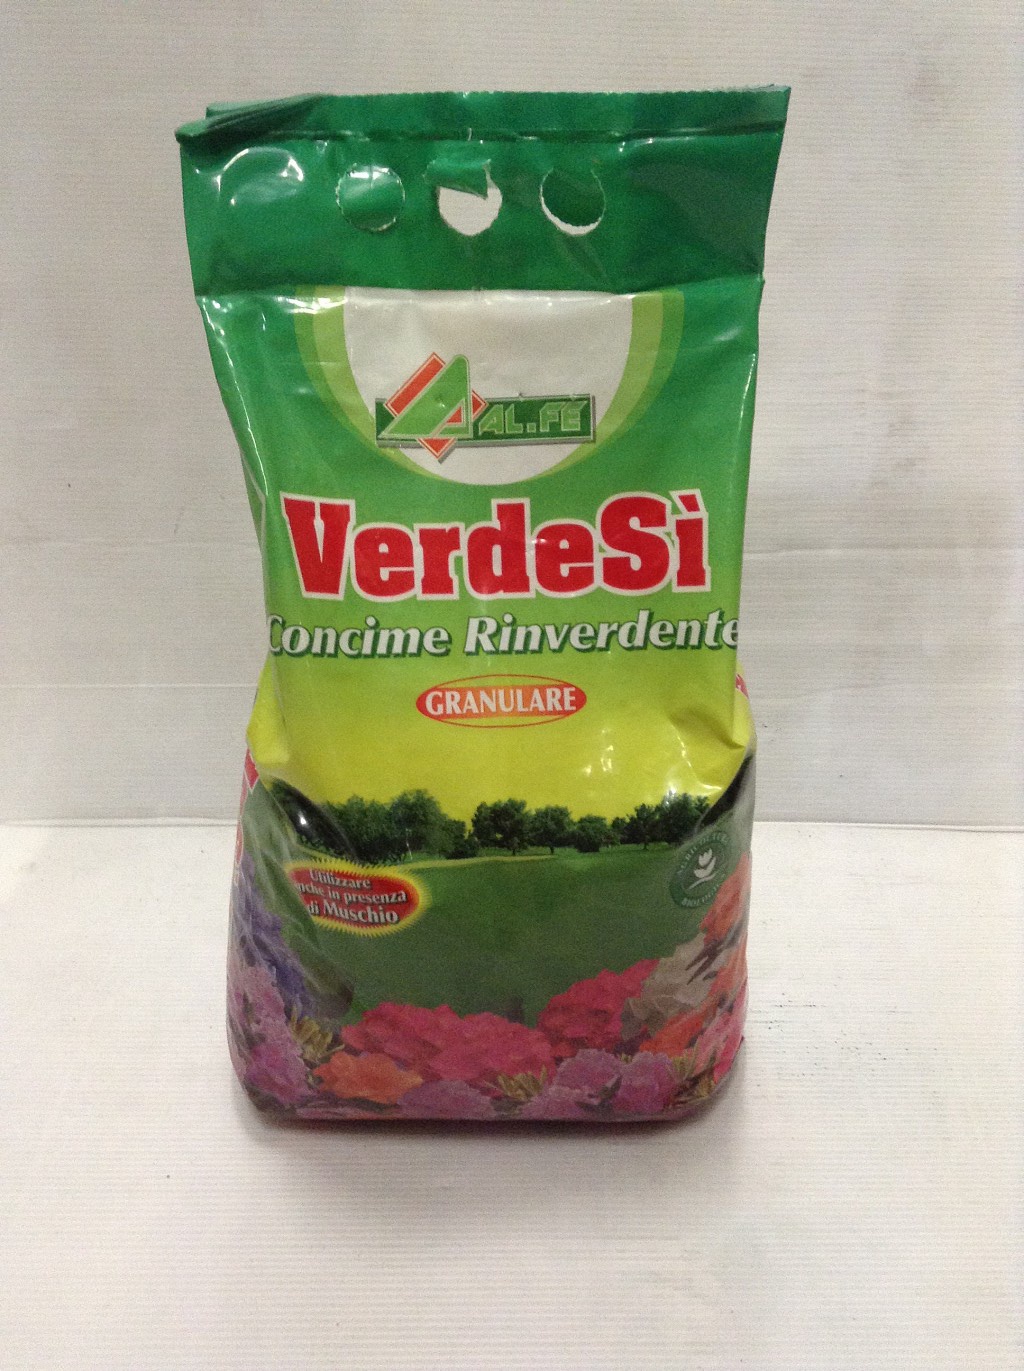 AL.FE
VerdeSì
Concime Rinverdente
GRANULARE
Utilizzare
anche in presenza
di Muschio